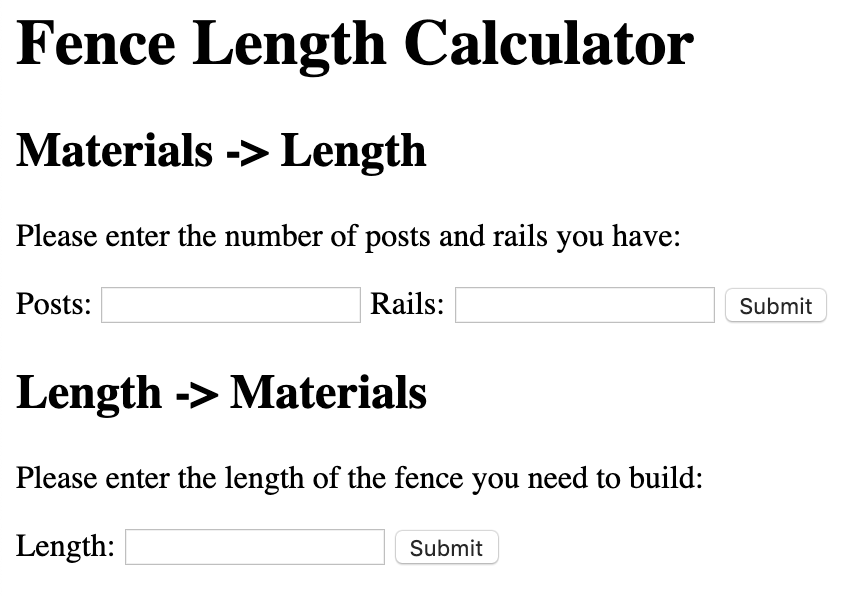 Fence Length Calculator
Materials -> Length
Please enter the number of posts and rails you have:
Posts: Rails: Submit
Length -> Materials
Please enter the length of the fence you need to build:
Length: Submit